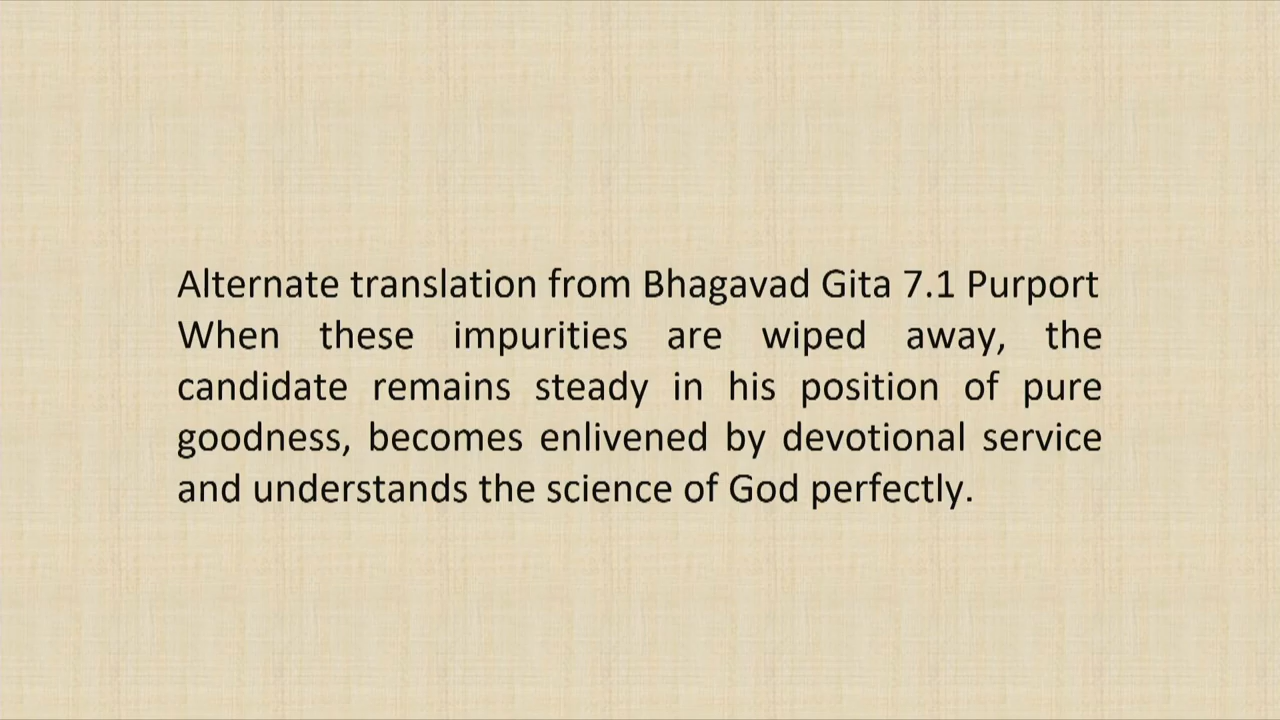 Alternate translation from Bhagavad Gita 7.1 Purport
When these impurities are wiped away, the
candidate remains steady in his position of pure
goodness, becomes enlivened by devotional service
and understands the science of God perfectly.